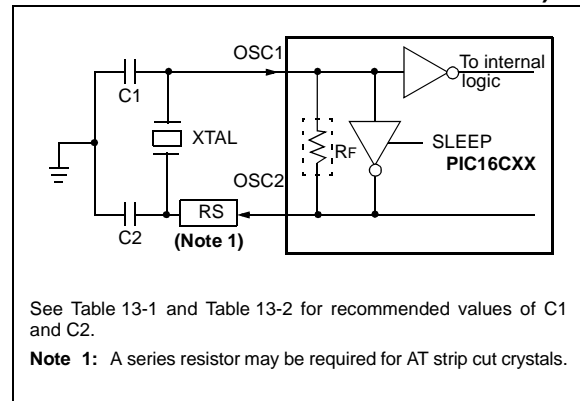 OSC1
To internal
logic
C1
XTAL
RF
SLEEP
PIC16CXX
OSC2
RS
C2
(Note 1)
See Table 13-1 and Table 13-2 for recommended values of C1
and C2.
Note 1: A series resistor may be required for AT strip cut crystals.